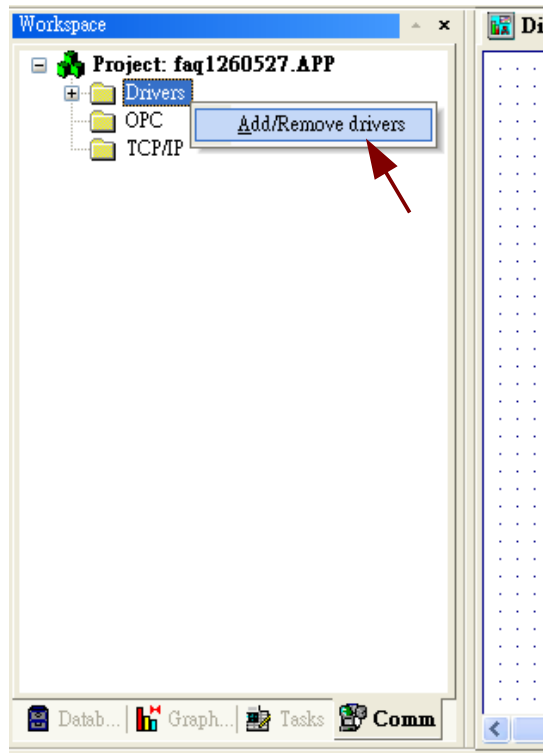 Workspace
Project: faq1260527.APP
Drivers
Add/Remove drivers
OPC
TCP/IP
Datab... Graph... Tasks Comm
Di